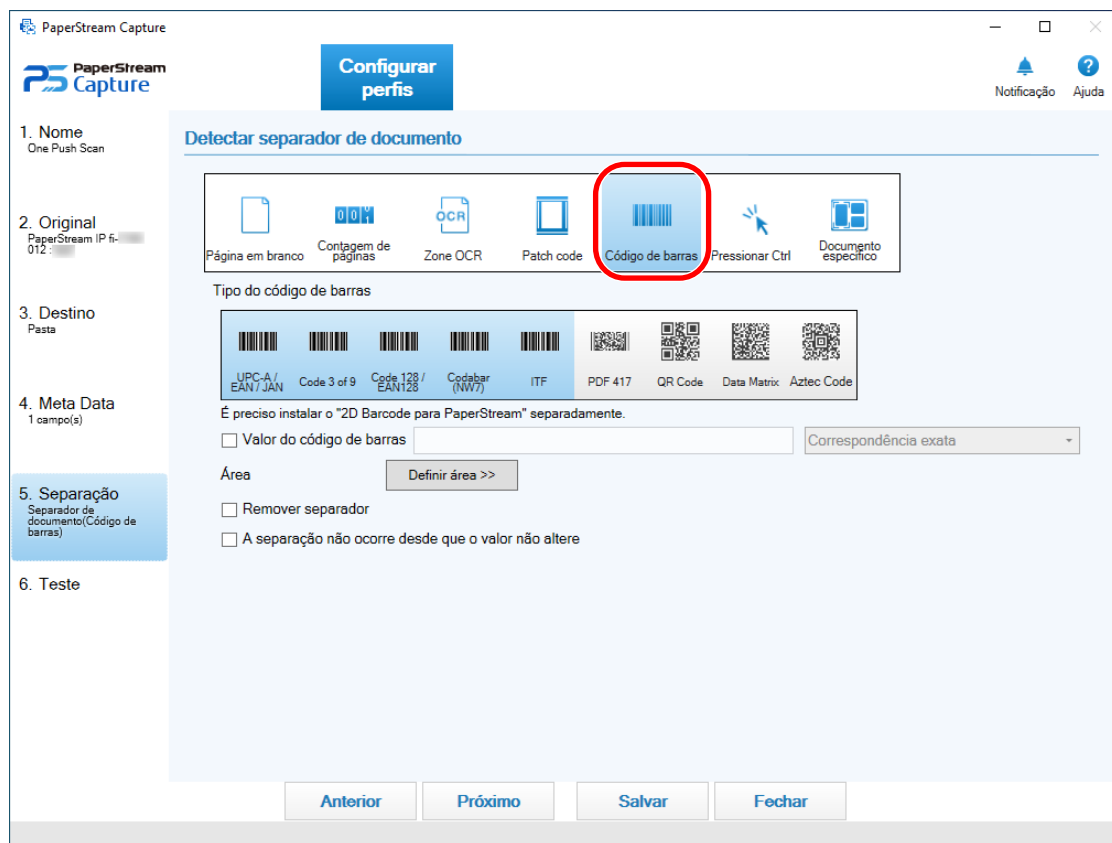 PaperStream Capture
PaperStream
Capture
Configurar
perfis
Notificação
Ajuda
1. Nome
One Push Scan
2. Original
PaperStream IP fi-
012 :
3. Destino
Pasta
4. Meta Data
1 campo(s)
5. Separação
Separador de
documento(Código de
barras)
6. Teste
Detectar separador de documento
Página em branco
001
Contagem de
páginas
OCR
Zone OCR
Patch code
Código de barras
Pressionar Ctrl
Documento
específico
Tipo do código de barras
UPC-A /
EAN / JAN
Code 3 of 9
Code 128 /
EAN128
Codabar
(NW7)
ITF
PDF 417
QR Code
Data Matrix
Aztec Code
É preciso instalar o "2D Barcode para PaperStream" separadamente.
Valor do código de barras
Correspondência exata
Área
Definir área >>
Remover separador
A separação não ocorre desde que o valor não altere
Anterior
Próximo
Salvar
Fechar